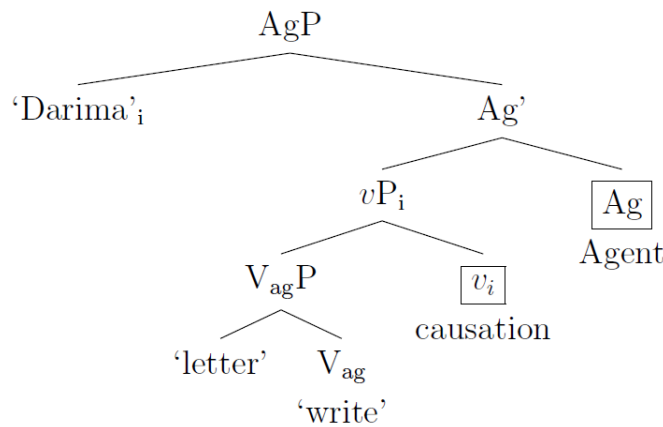 AgP
‘Darima’i Ag’
vPi Ag
Agent
VagP vi
causation
‘letter’ Vag
‘write’